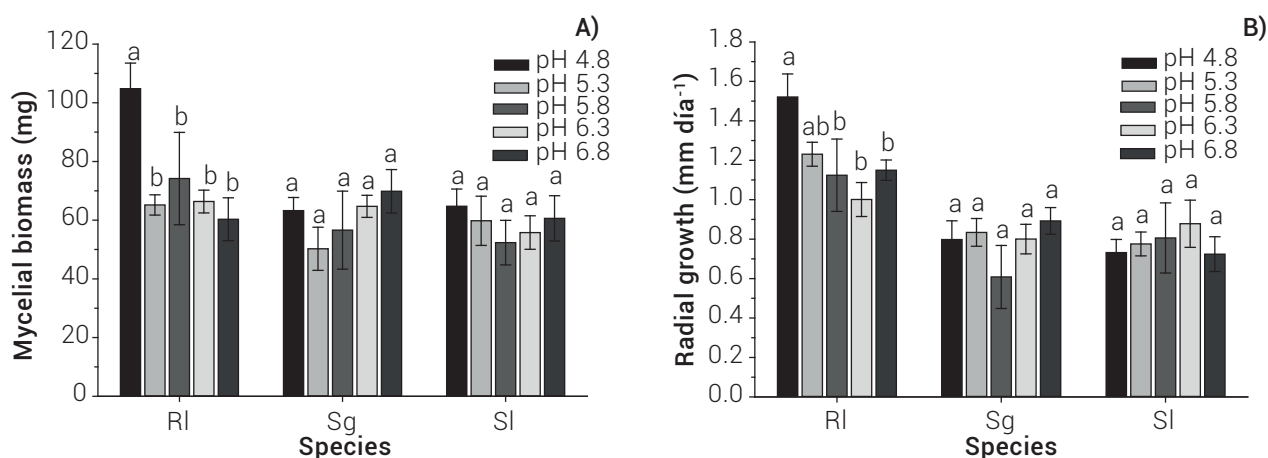 A)
120
100
80
60
40
20
0
Mycelial biomass (mg)
a
b
b
b
b
a
a
a
a
a
a
a
a
a
a
pH 4.8
pH 5.3
pH 5.8
pH 6.3
pH 6.8
Rl
Sg
Sl
Species
B)
1.8
1.6
1.4
1.2
1.0
0.8
0.6
0.4
0.2
0.0
Radial growth (mm día⁻¹)
a
ab
b
b
b
a
a
a
a
a
a
a
a
a
a
pH 4.8
pH 5.3
pH 5.8
pH 6.3
pH 6.8
Rl
Sg
Sl
Species